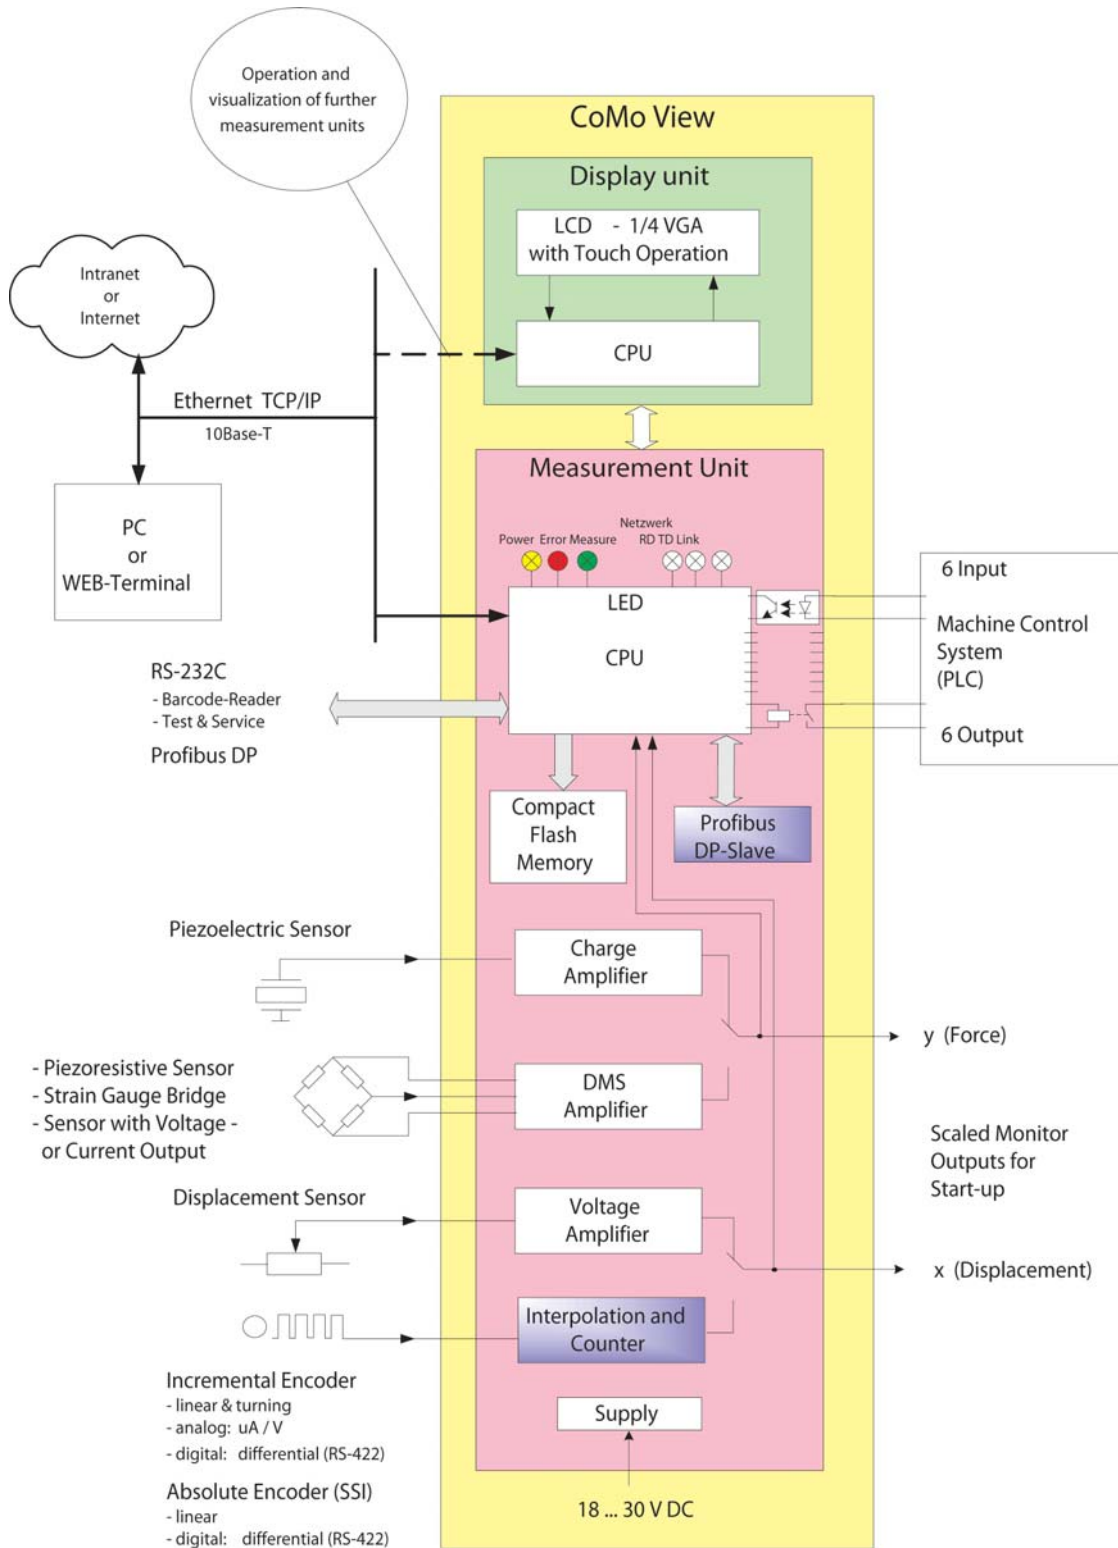 Operation and
visualization of further
measurement units
CoMo View
Display unit
LCD - 1/4 VGA
with Touch Operation
CPU
Intranet
or
Internet
Ethernet TCP/IP
10Base-T
PC
or
WEB-Terminal
Measurement Unit
Netzwerk
Power Error Measure RD TD Link
LED
CPU
6 Input
Machine Control
System
(PLC)
6 Output
RS-232C
- Barcode-Reader
- Test & Service
Profibus DP
Compact
Flash
Memory
Profibus
DP-Slave
Piezoelectric Sensor
Charge
Amplifier
y (Force)
- Piezoresistive Sensor
- Strain Gauge Bridge
- Sensor with Voltage -
or Current Output
DMS
Amplifier
Scaled Monitor
Outputs for
Start-up
Displacement Sensor
Voltage
Amplifier
x (Displacement)
Interpolation and
Counter
Incremental Encoder
- linear & turning
- analog: uA / V
- digital: differential (RS-422)
Supply
Absolute Encoder (SSI)
- linear
- digital: differential (RS-422)
18 ... 30 V DC